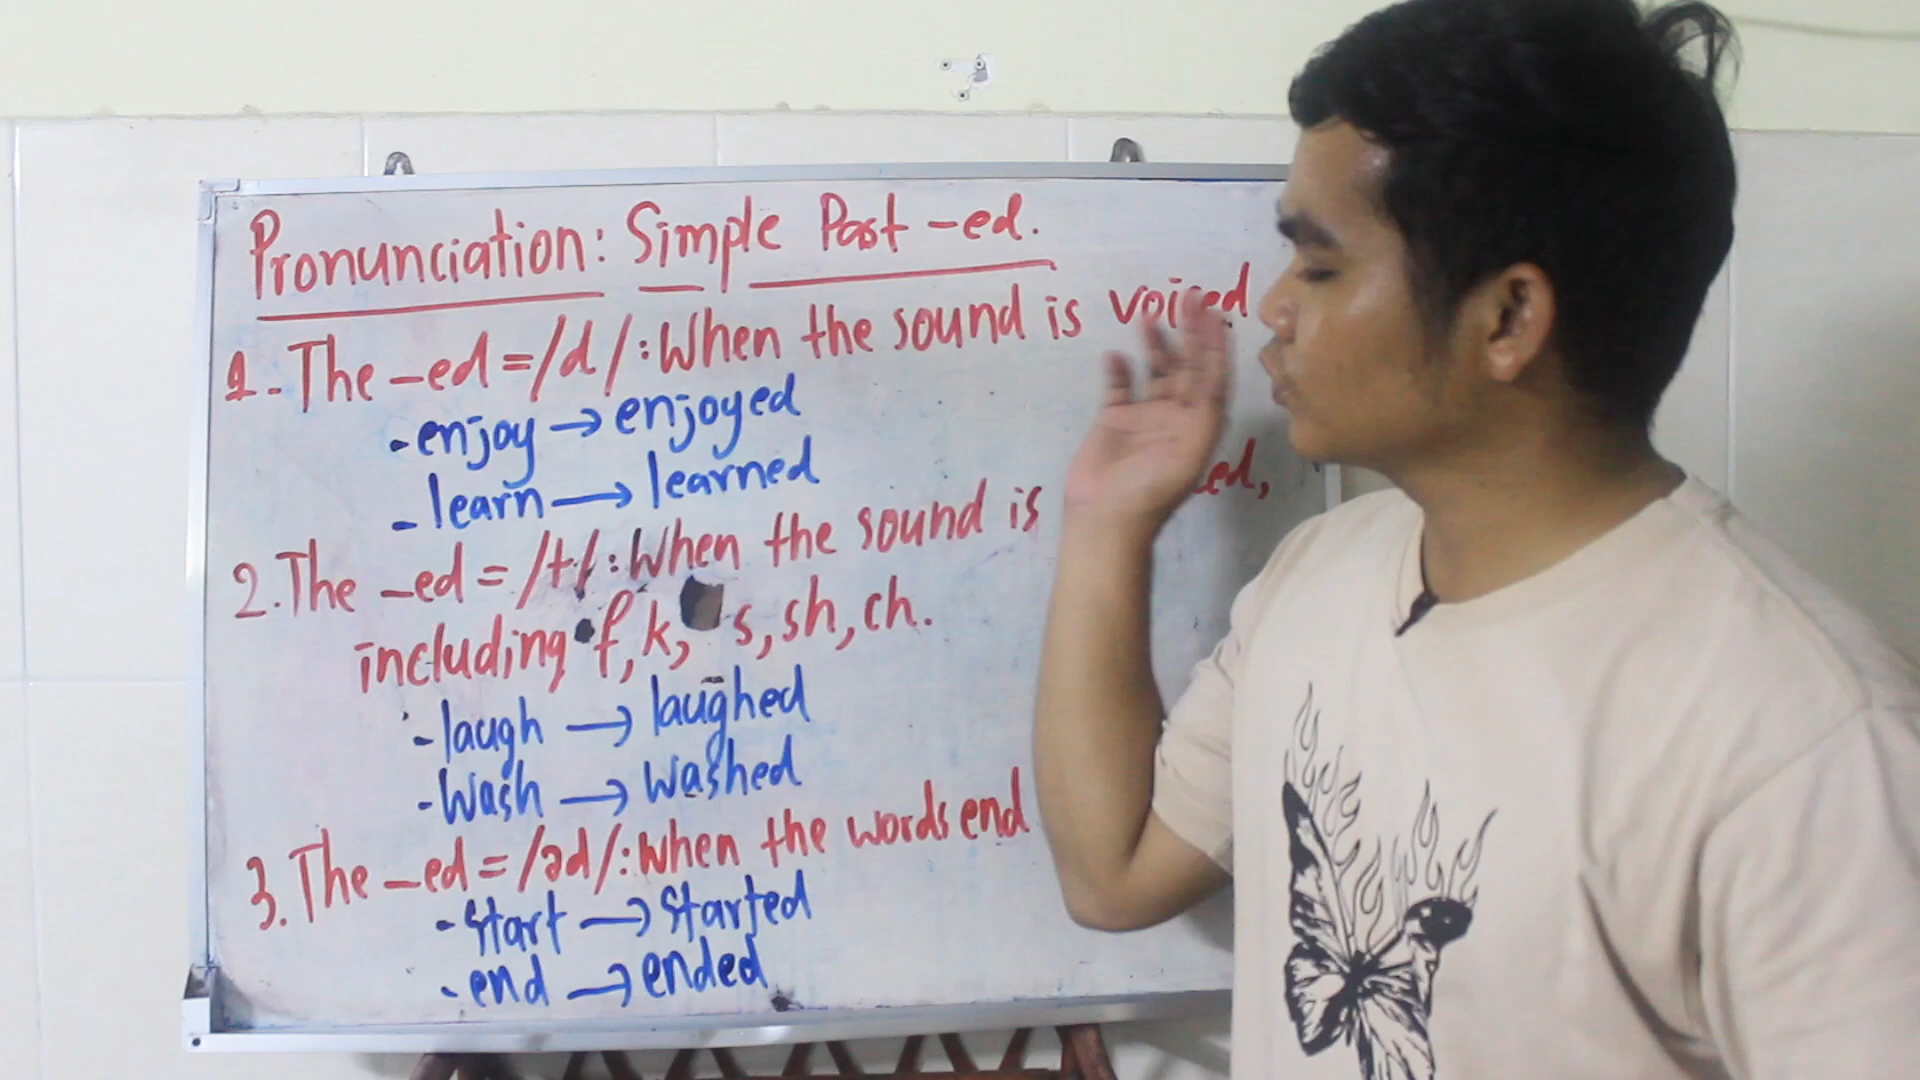 Pronunciation: Simple Past -ed.
1. The -ed = /d/: When the sound is voiced
- enjoy → enjoyed
- learn → learned
2. The -ed = /t/: When the sound is
including f, k, s, sh, ch.
- laugh → laughed
- Wash → washed
3. The -ed = /əd/: When the words end
- start → started
- end → ended